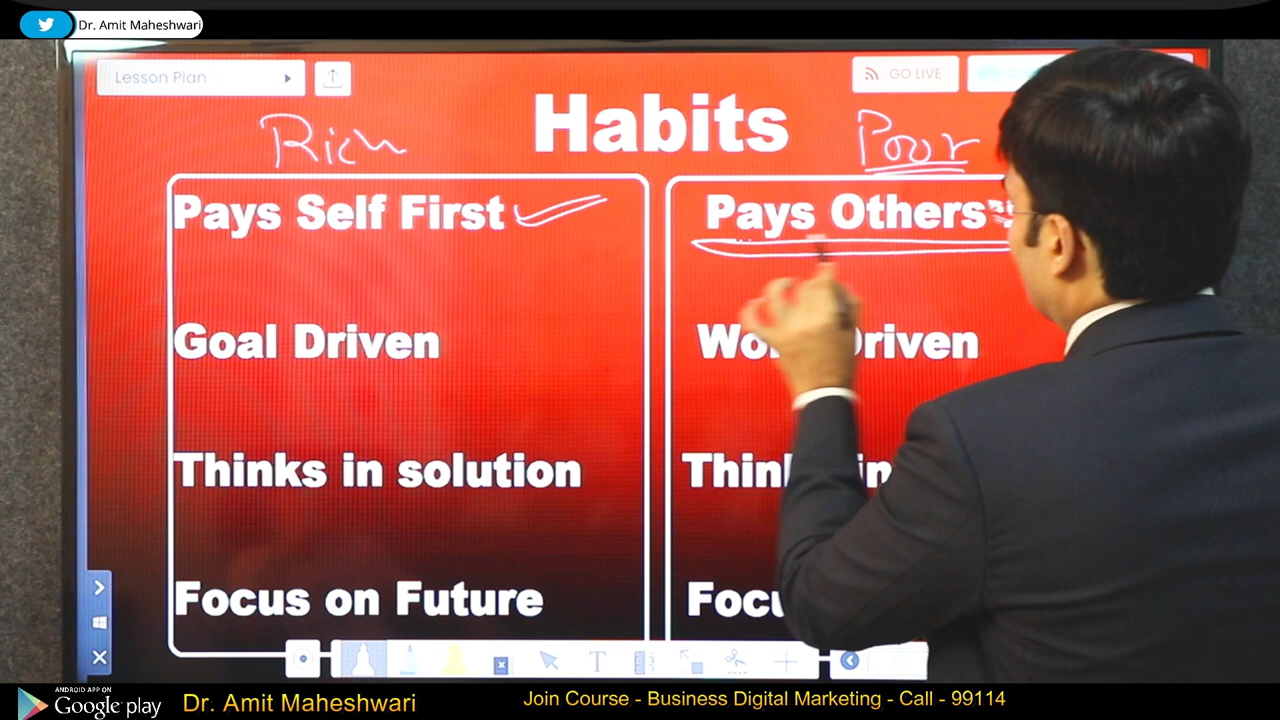 Dr. Amit Maheshwari
Lesson Plan
GO LIVE
Habits
Rich
Poor
Pays Self First
Pays Others
Goal Driven
Driven
Thinks in solution
in
Focus on Future
ANDROID APP ON
Google play
Dr. Amit Maheshwari
Join Course - Business Digital Marketing - Call - 99114